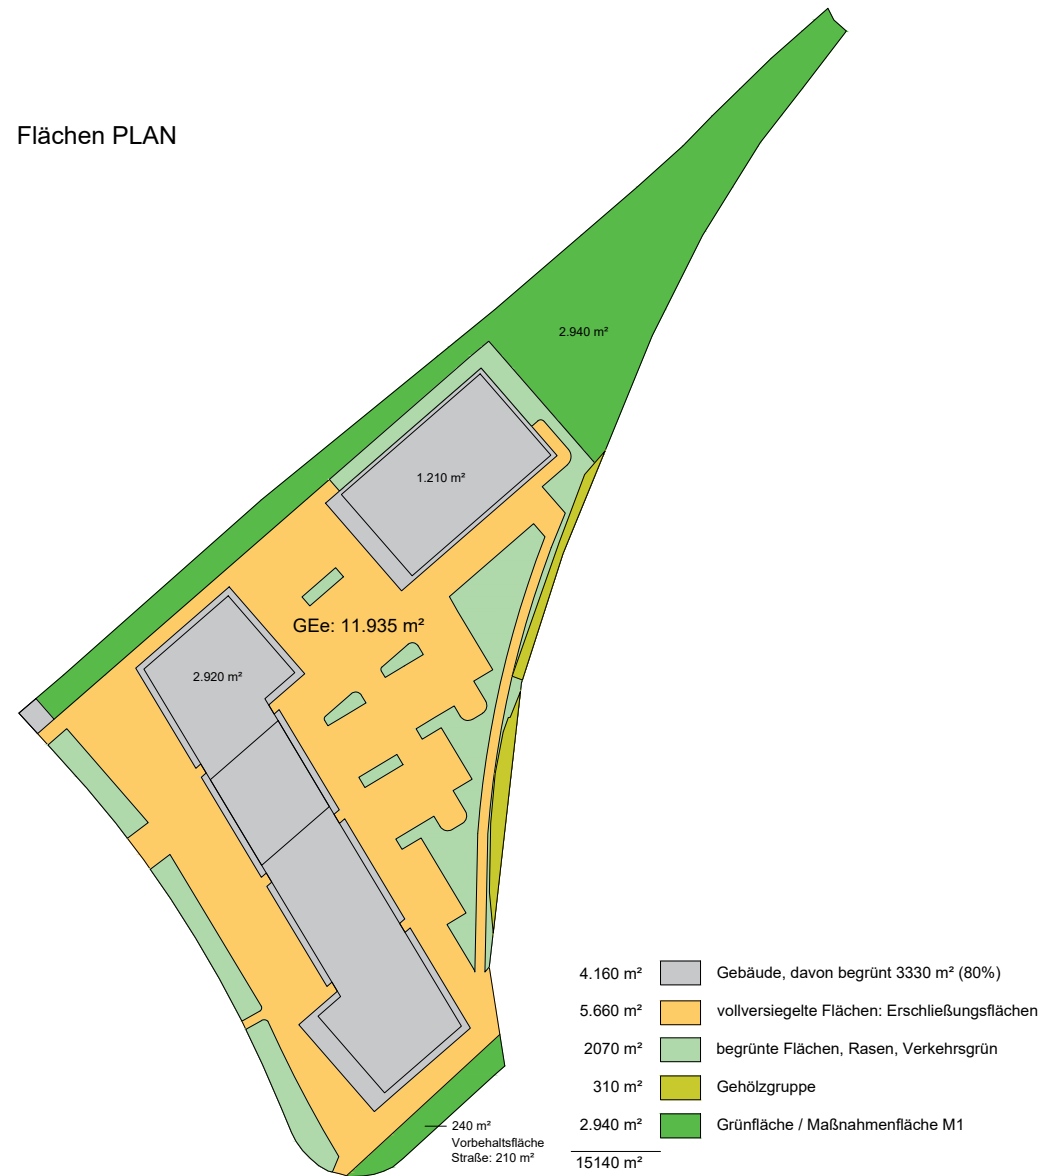 Flächen PLAN
2.940 m²
1.210 m²
GEe: 11.935 m²
2.920 m²
4.160 m² Gebäude, davon begrünt 3330 m² (80%)
5.660 m² vollversiegelte Flächen: Erschließungsflächen
2070 m² begrünte Flächen, Rasen, Verkehrsgrün
310 m² Gehölzgruppe
2.940 m² Grünfläche / Maßnahmenfläche M1
15140 m²
240 m²
Vorbehaltsfläche
Straße: 210 m²